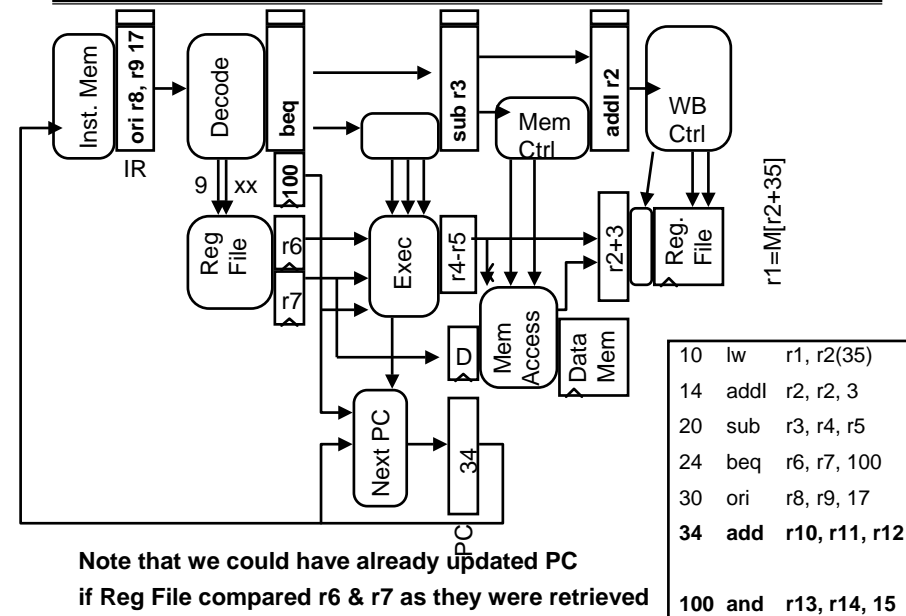 Inst. Mem
ori r8, r9 17
IR
Decode
beq
100
sub r3
Mem
Ctrl
addI r2
WB
Ctrl
9 xx
Reg
File
r6
r7
Exec
r4-r5
r2+3
Reg.
File
r1=M[r2+35]
D
Mem
Access
Data
Mem
Next PC
34
PC
10 lw r1, r2(35)
14 addI r2, r2, 3
20 sub r3, r4, r5
24 beq r6, r7, 100
30 ori r8, r9, 17
34 add r10, r11, r12
100 and r13, r14, 15
Note that we could have already updated PC
if Reg File compared r6 & r7 as they were retrieved